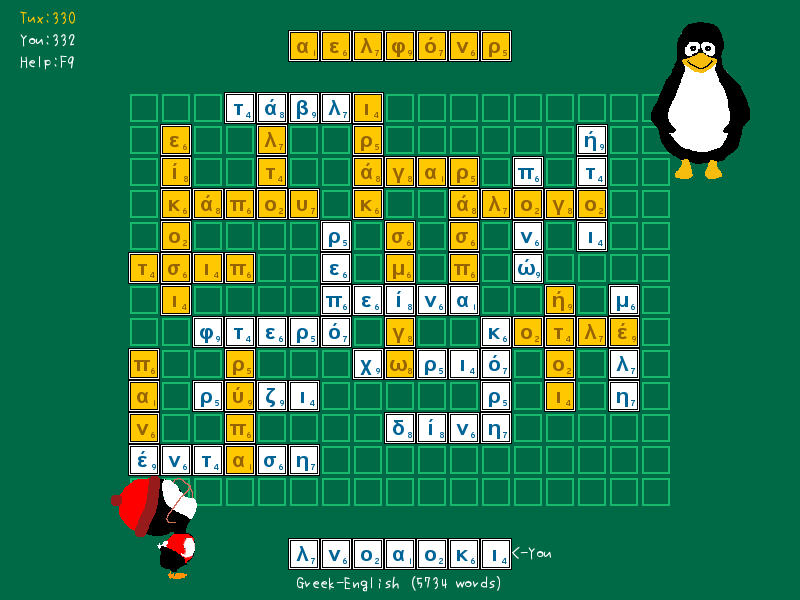 Tux:330
You:332
Help:F9
α ε λ φ ό ν ρ
τ ά β λ ι
ε λ ρ ή
ί τ ά γ α ρ π τ
κ ά π ο υ κ ά λ ο γ ο
ο ρ σ σ ν ι
τ σ ι π ε μ π ώ
ι π ε ί ν α ή μ
φ τ ε ρ ό γ κ ο τ λ έ
π ρ χ ω ρ ι ό ο λ
α ρ ύ ζ ι ρ ι η
ν π δ ί ν η
έ ν τ α σ η
λ ν ο α ο κ ι <-You
Greek-English (5734 words)